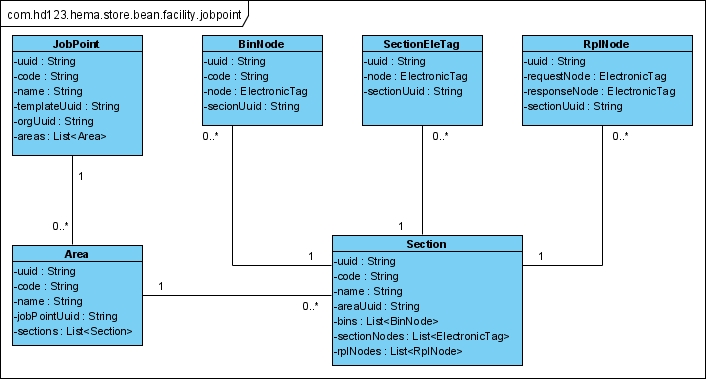 com.hd123.hema.store.bean.facility.jobpoint
JobPoint
-uuid : String
-code : String
-name : String
-templateUuid : String
-orgUuid : String
-areas : List<Area>
BinNode
-uuid : String
-code : String
-node : ElectronicTag
-secionUuid : String
SectionEleTag
-uuid : String
-node : ElectronicTag
-sectionUuid : String
RplNode
-uuid : String
-requestNode : ElectronicTag
-responseNode : ElectronicTag
-sectionUuid : String
0..*
0..*
0..*
1
0..*
1
1
1
Area
-uuid : String
-code : String
-name : String
-jobPointUuid : String
-sections : List<Section>
1
0..*
Section
-uuid : String
-code : String
-name : String
-areaUuid : String
-bins : List<BinNode>
-sectionNodes : List<ElectronicTag>
-rplNodes : List<RplNode>